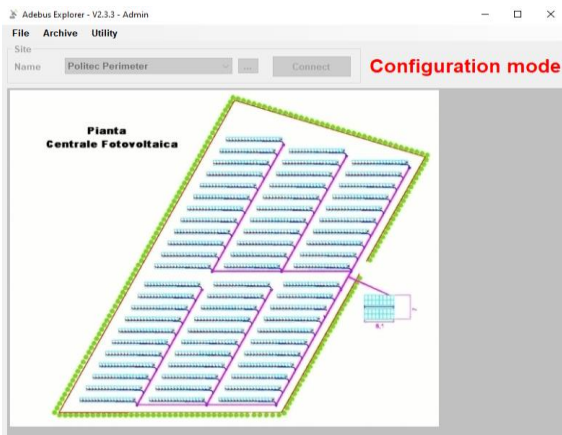 Adebus Explorer - V2.3.3 - Admin
File Archive Utility
Site
Name Politec Perimeter ... Connect
Configuration mode
Pianta
Centrale Fotovoltaica